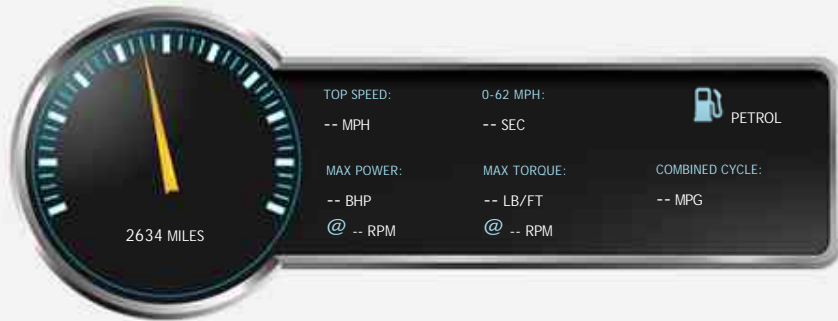 TOP SPEED:
-- MPH
0-62 MPH:
-- SEC
PETROL
MAX POWER:
-- BHP
@ -- RPM
MAX TORQUE:
-- LB/FT
@ -- RPM
COMBINED CYCLE:
-- MPG
2634 MILES